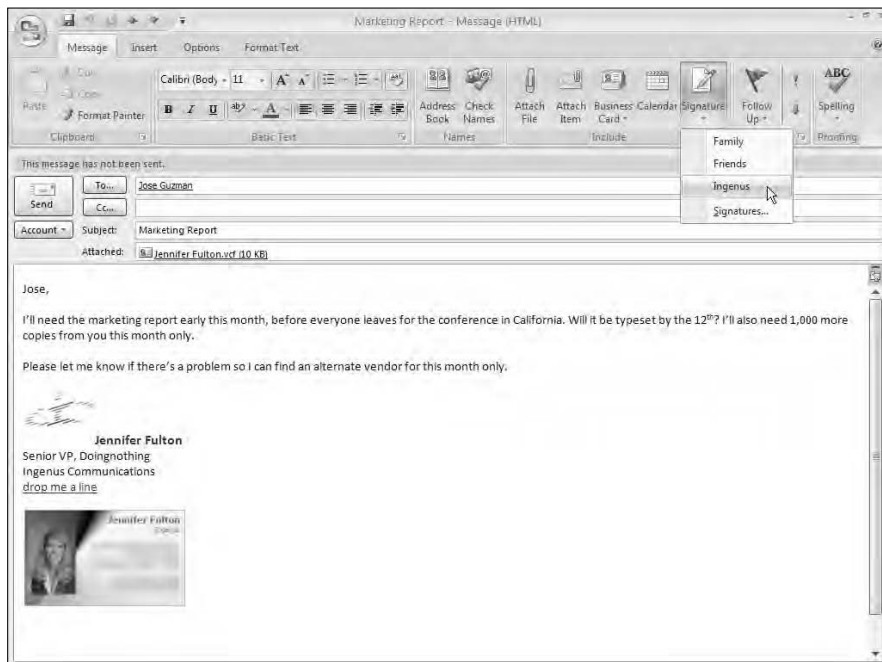 Marketing Report - Message (HTML)
Message Insert Options Format Text
Paste
Cut
Copy
Format Painter
Clipboard
Calibri (Body) 11 A A
B I U ab A
Basic Text
Address Book
Check Names
Names
Attach File
Attach Item
Business Card
Calendar
Signature
Include
Follow Up
ABC
Spelling
Proofing
Family
Friends
Ingenus
Signatures...
This message has not been sent.
Send
To... Jose Guzman
Cc...
Account
Subject: Marketing Report
Attached: Jennifer Fulton.vcf (10 KB)
Jose,
I'll need the marketing report early this month, before everyone leaves for the conference in California. Will it be typeset by the 12th? I'll also need 1,000 more
copies from you this month only.
Please let me know if there's a problem so I can find an alternate vendor for this month only.
Jennifer Fulton
Senior VP, Doingnothing
Ingenus Communications
drop me a line
Jennifer Fulton